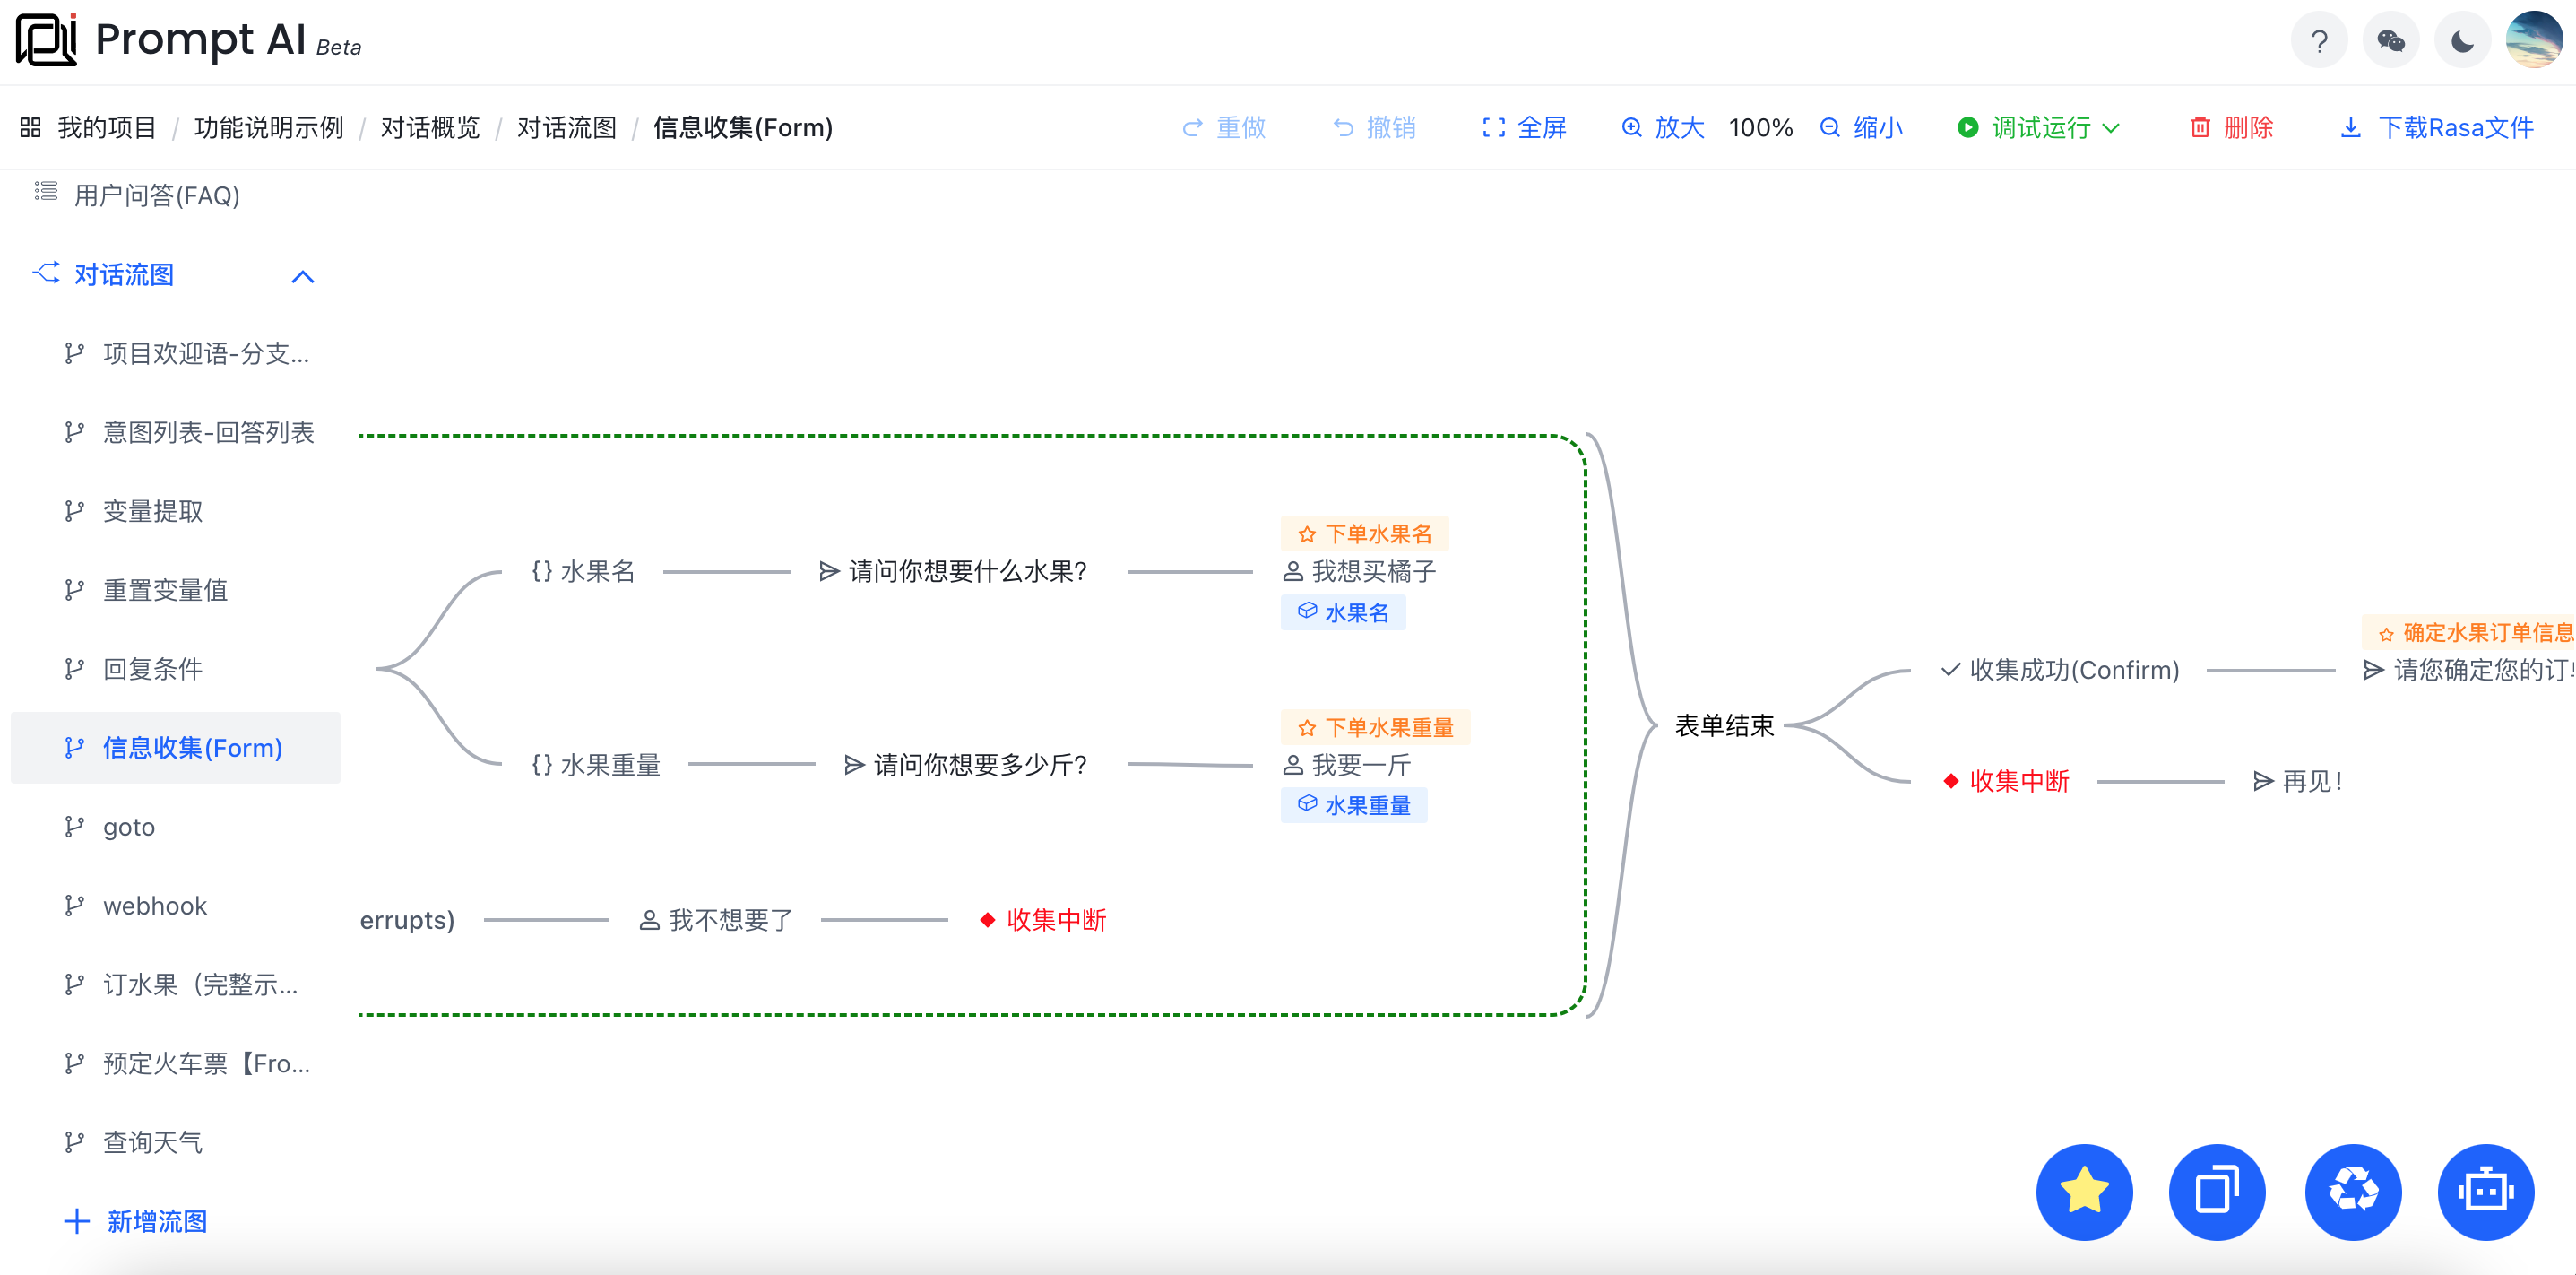 Prompt AI Beta
我的项目 / 功能说明示例 / 对话概览 / 对话流图 / 信息收集(Form)
重做 撤销 全屏 放大 100% 缩小 调试运行 删除 下载Rasa文件
用户问答(FAQ)
对话流图
项目欢迎语-分支...
意图列表-回答列表
变量提取
重置变量值
回复条件
信息收集(Form)
goto
webhook
订水果（完整示...
预定火车票【Fro...
查询天气
新增流图
{} 水果名
请问你想要什么水果?
下单水果名
我想买橘子
水果名
{} 水果重量
请问你想要多少斤?
下单水果重量
我要一斤
水果重量
errupts)
我不想要了
收集中断
表单结束
收集成功(Confirm)
确定水果订单信息
请您确定您的订
收集中断
再见!